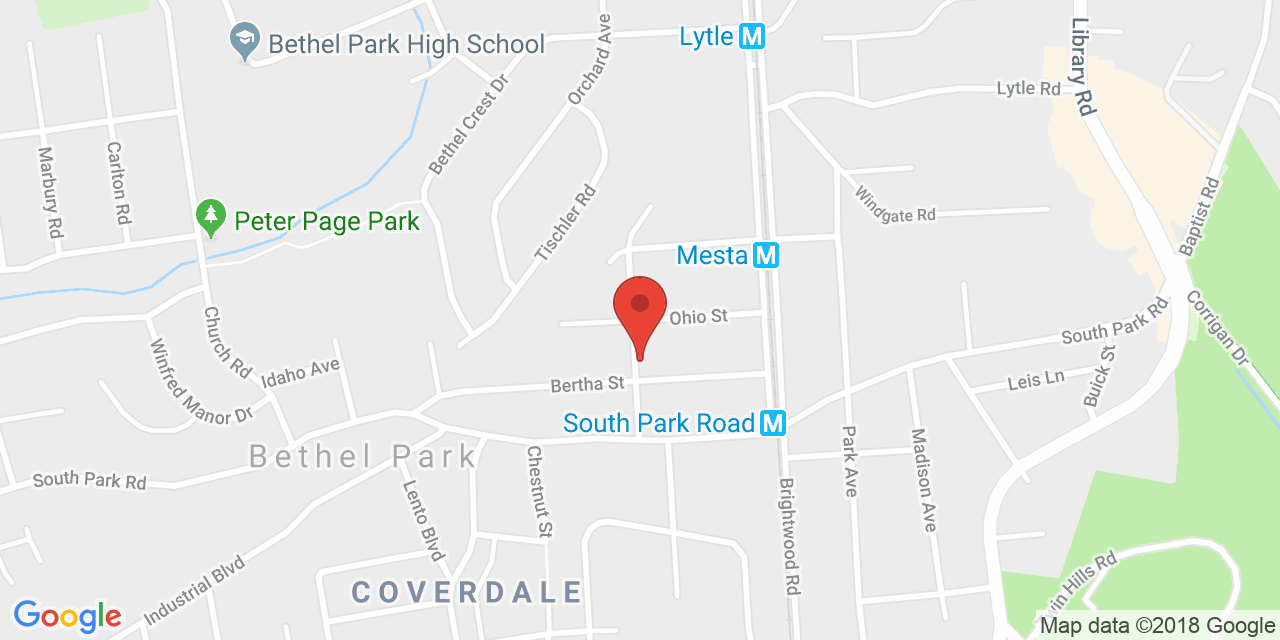 Lytle M
Bethel Park High School
Library Rd
Orchard Ave
Lytle Rd
Bethel Crest Dr
Marbury Rd
Carlton Rd
Windgate Rd
Baptist Rd
Peter Page Park
Tischler Rd
Mesta M
Ohio St
Corrigan Dr
South Park Rd
Church Rd
Idaho Ave
Winfred Manor Dr
Bertha St
Leis Ln
Buick St
South Park Road M
Bethel Park
Park Ave
Madison Ave
South Park Rd
Chestnut St
Lento Blvd
Brightwood Rd
Industrial Blvd
COVERDALE
Hills Rd
Google
Map data ©2018 Google